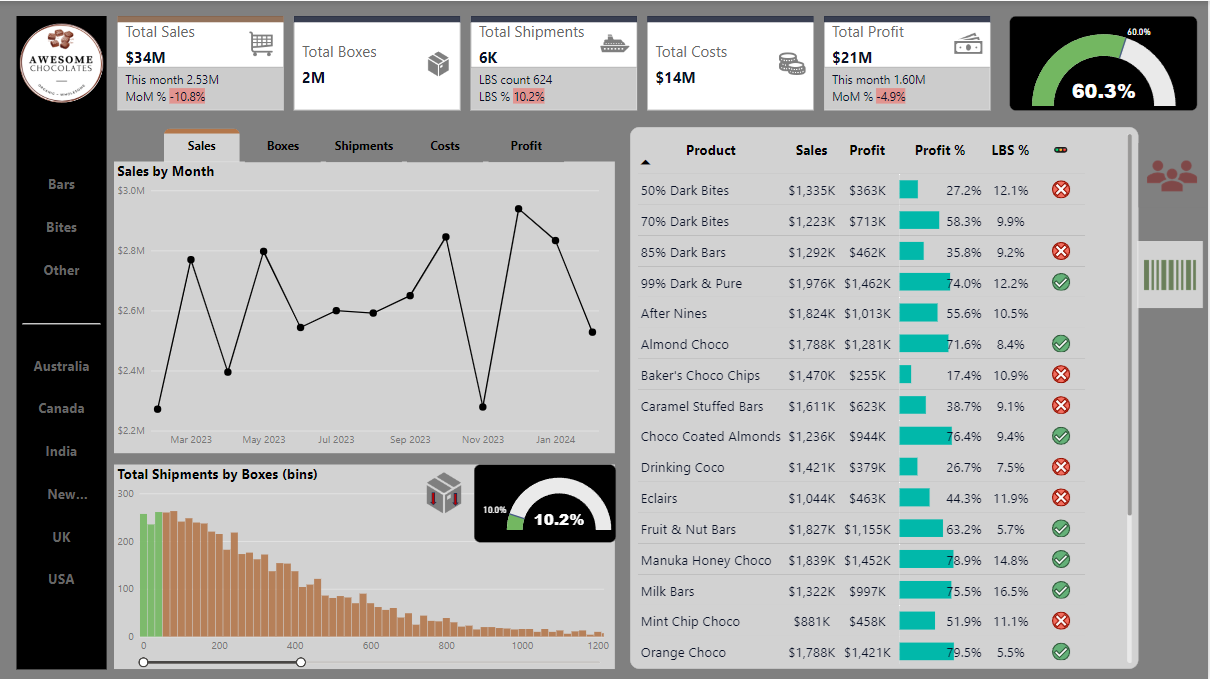 AWESOME
CHOCOLATES
Total Sales
$34M
This month 2.53M
MoM % -10.8%
Total Boxes
2M
Total Shipments
6K
LBS count 624
LBS % 10.2%
Total Costs
$14M
Total Profit
$21M
This month 1.60M
MoM % -4.9%
60.0%
60.3%
Bars
Bites
Other
Australia
Canada
India
New...
UK
USA
Sales Boxes Shipments Costs Profit
Sales by Month
$3.0M
$2.8M
$2.6M
$2.4M
$2.2M
Mar 2023 May 2023 Jul 2023 Sep 2023 Nov 2023 Jan 2024
Total Shipments by Boxes (bins)
300
200
100
0
0 200 400 600 800 1000 1200
10.0%
10.2%
Product Sales Profit Profit % LBS %
50% Dark Bites $1,335K $363K 27.2% 12.1%
70% Dark Bites $1,223K $713K 58.3% 9.9%
85% Dark Bars $1,292K $462K 35.8% 9.2%
99% Dark & Pure $1,976K $1,462K 74.0% 12.2%
After Nines $1,824K $1,013K 55.6% 10.5%
Almond Choco $1,788K $1,281K 71.6% 8.4%
Baker's Choco Chips $1,470K $255K 17.4% 10.9%
Caramel Stuffed Bars $1,611K $623K 38.7% 9.1%
Choco Coated Almonds $1,236K $944K 76.4% 9.4%
Drinking Coco $1,421K $379K 26.7% 7.5%
Eclairs $1,044K $463K 44.3% 11.9%
Fruit & Nut Bars $1,827K $1,155K 63.2% 5.7%
Manuka Honey Choco $1,839K $1,452K 78.9% 14.8%
Milk Bars $1,322K $997K 75.5% 16.5%
Mint Chip Choco $881K $458K 51.9% 11.1%
Orange Choco $1,788K $1,421K 79.5% 5.5%